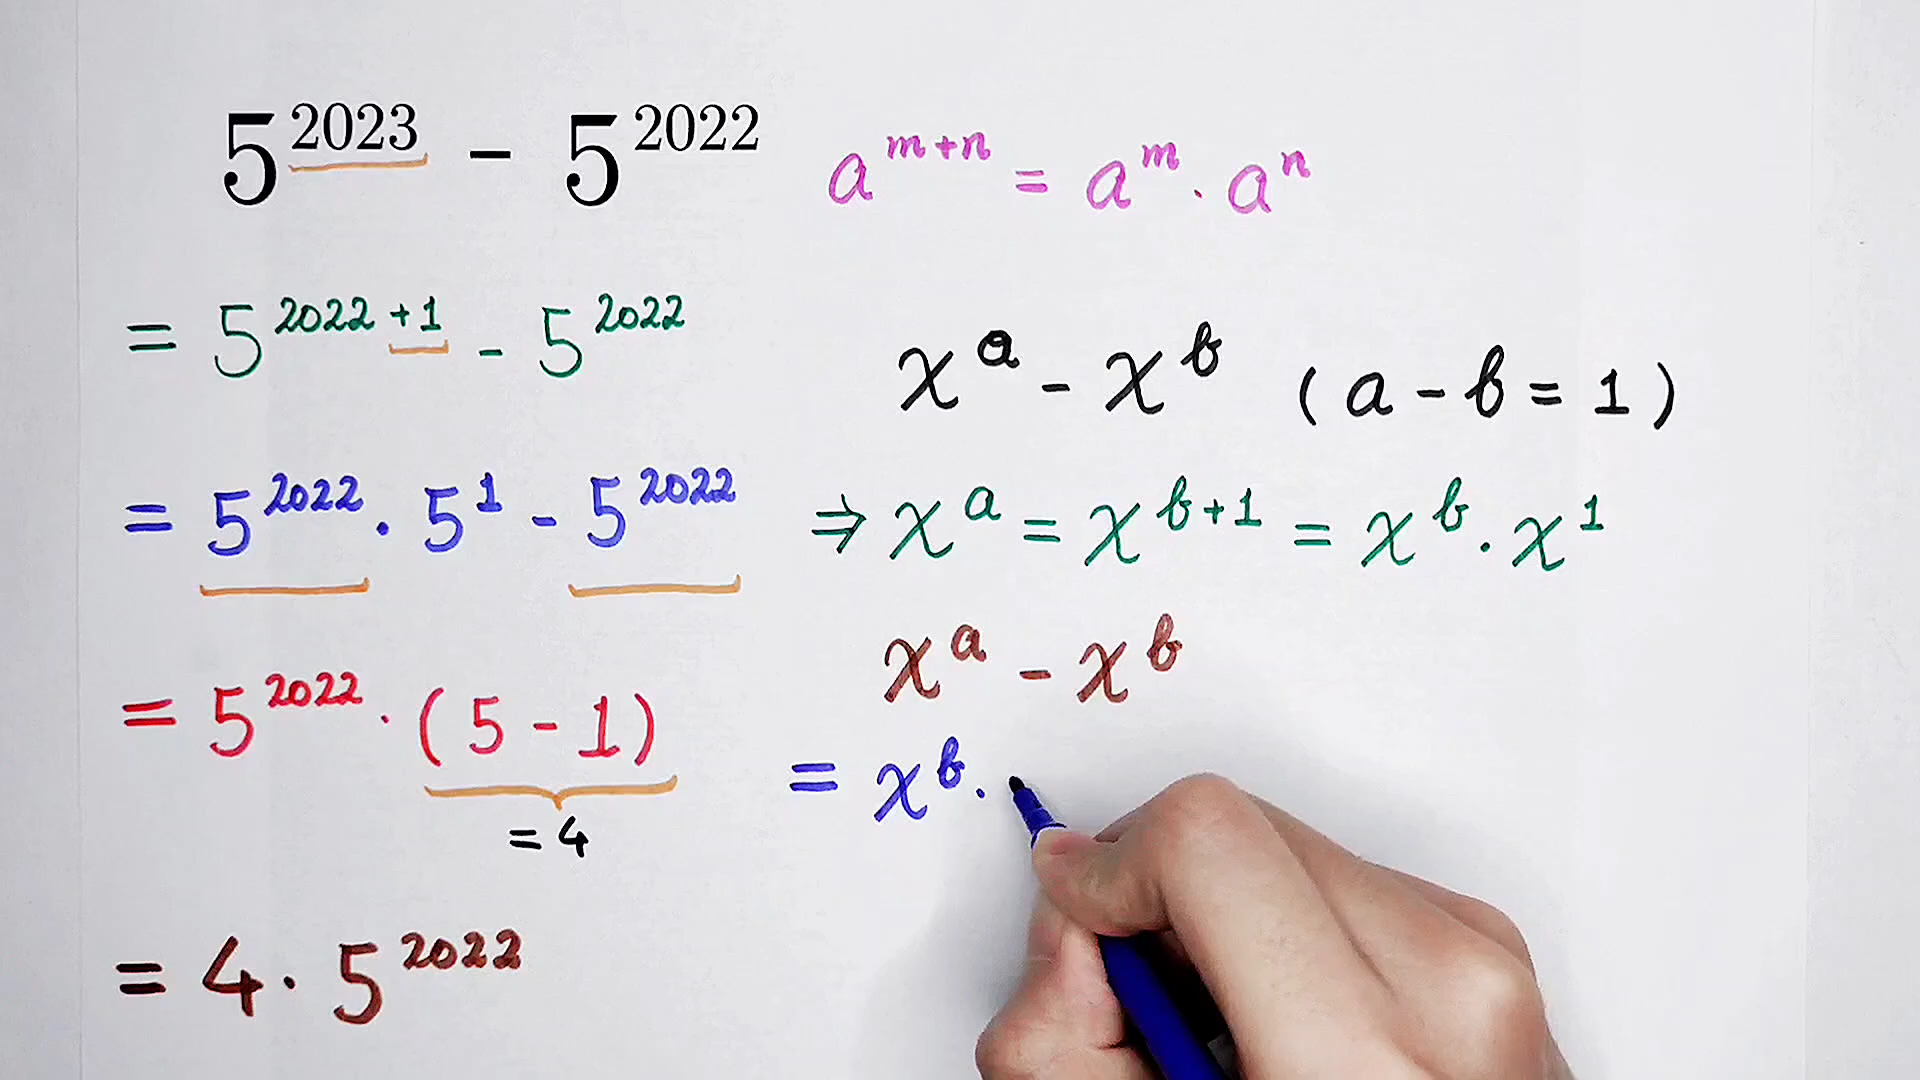 5^2023 - 5^2022
= 5^2022+1 - 5^2022
= 5^2022 · 5^1 - 5^2022
= 5^2022 · (5 - 1)
= 4
= 4 · 5^2022
a^m+n = a^m · a^n
x^a - x^b (a - b = 1)
⇒ x^a = x^b+1 = x^b · x^1
x^a - x^b
= x^b ·